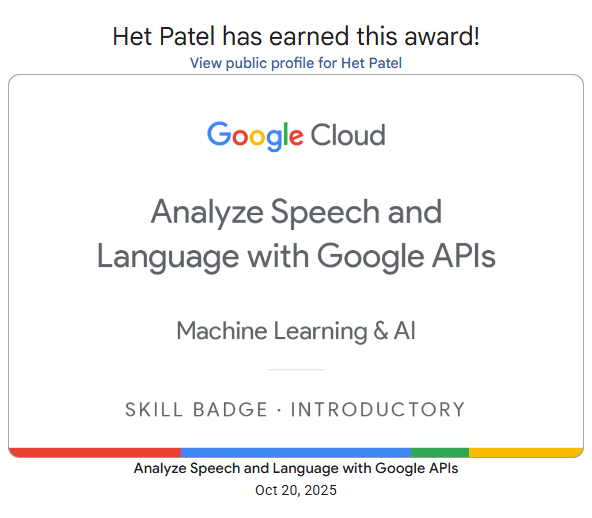 Het Patel has earned this award!
View public profile for Het Patel
Google Cloud
Analyze Speech and
Language with Google APIs
Machine Learning & AI
SKILL BADGE · INTRODUCTORY
Analyze Speech and Language with Google APIs
Oct 20, 2025